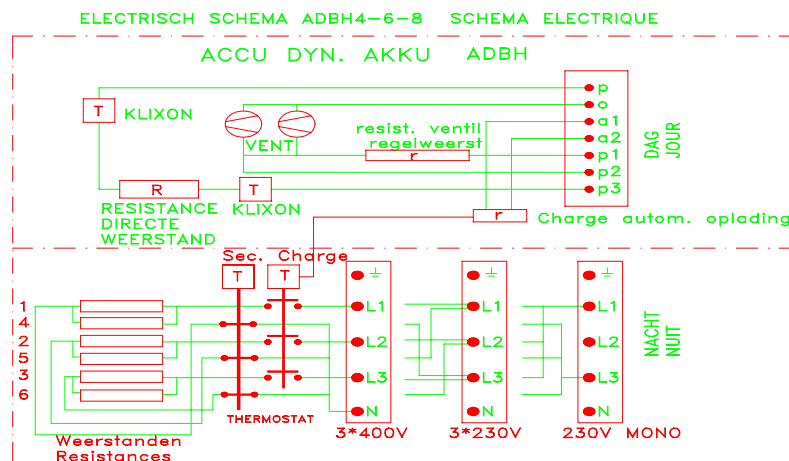 ELECTRISCH SCHEMA ADBH4-6-8 SCHEMA ELECTRIQUE
ACCU DYN. AKKU ADBH
T
KLIXON
VENT
resist. ventil
regelweerst
r
p
o
a1
a2
p1
p2
p3
DAG
JOUR
R
T
RESISTANCE
DIRECTE
WEERSTAND
KLIXON
r
Charge autom. oplading
Sec. Charge
T
T
1
4
2
5
3
6
L1
L2
L3
N
L1
L2
L3
N
L1
L2
L3
N
NACHT
NUIT
THERMOSTAT
Weerstanden
Resistances
3*400V
3*230V
230V MONO